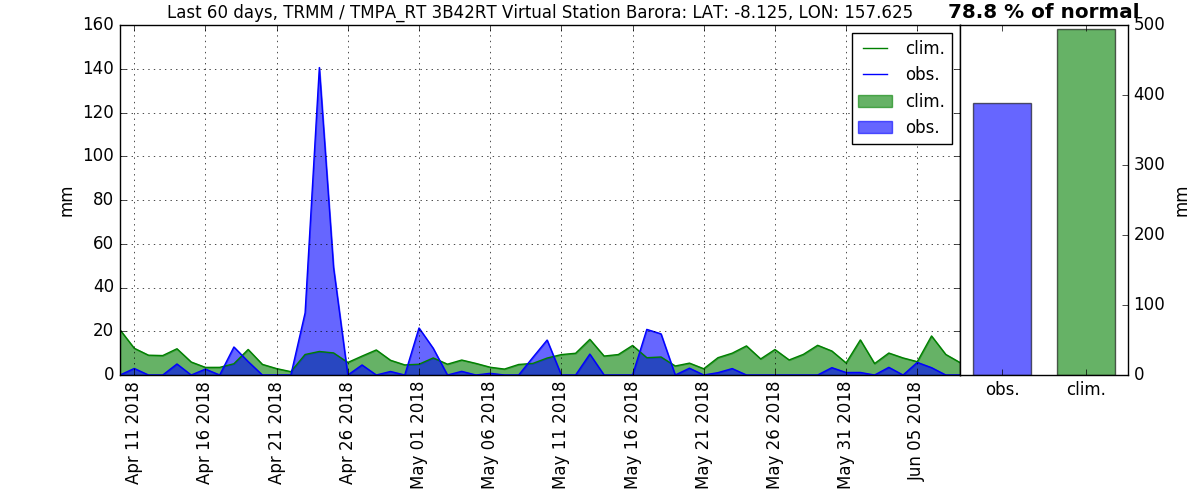 Last 60 days, TRMM / TMPA_RT 3B42RT Virtual Station Barora: LAT: -8.125, LON: 157.625
78.8 % of normal
160
140
120
100
80
60
40
20
0
mm
clim.
obs.
clim.
obs.
Apr 11 2018
Apr 16 2018
Apr 21 2018
Apr 26 2018
May 01 2018
May 06 2018
May 11 2018
May 16 2018
May 21 2018
May 26 2018
May 31 2018
Jun 05 2018
500
400
300
200
100
0
mm
obs.
clim.